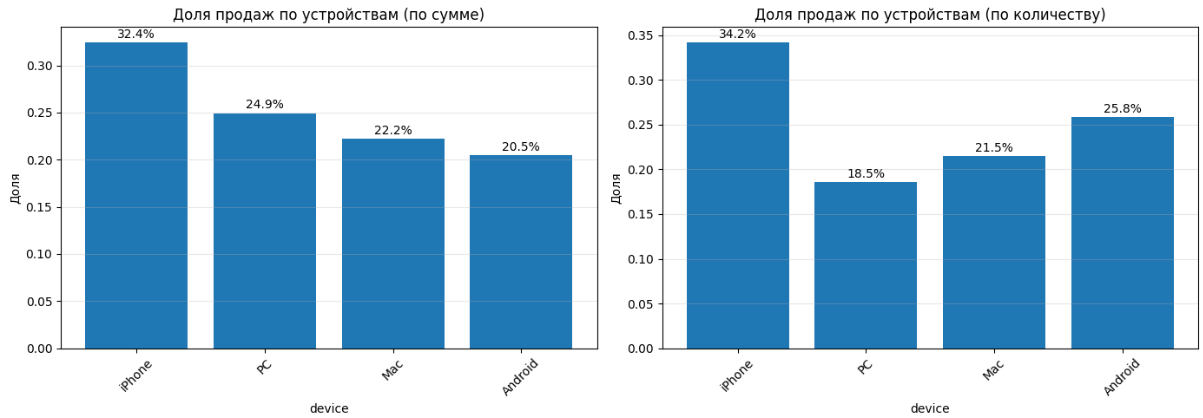 Доля продаж по устройствам (по сумме)
32.4%
24.9%
22.2%
20.5%
0.30
0.25
0.20
0.15
0.10
0.05
0.00
Доля
iPhone
PC
Mac
Android
device
Доля продаж по устройствам (по количеству)
34.2%
18.5%
21.5%
25.8%
0.35
0.30
0.25
0.20
0.15
0.10
0.05
0.00
Доля
iPhone
PC
Mac
Android
device